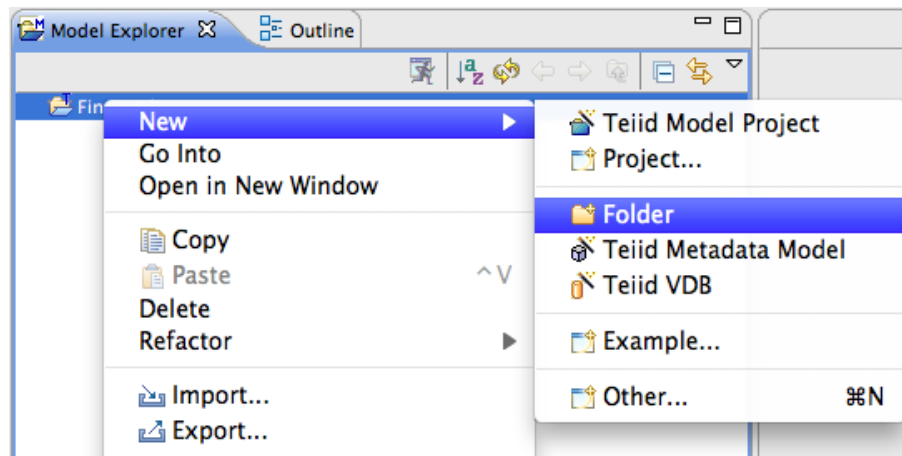 Model Explorer
Outline
Fin
New
Go Into
Open in New Window
Copy
Paste ^V
Delete
Refactor
Import...
Export...
Teiid Model Project
Project...
Folder
Teiid Metadata Model
Teiid VDB
Example...
Other... ⌘N